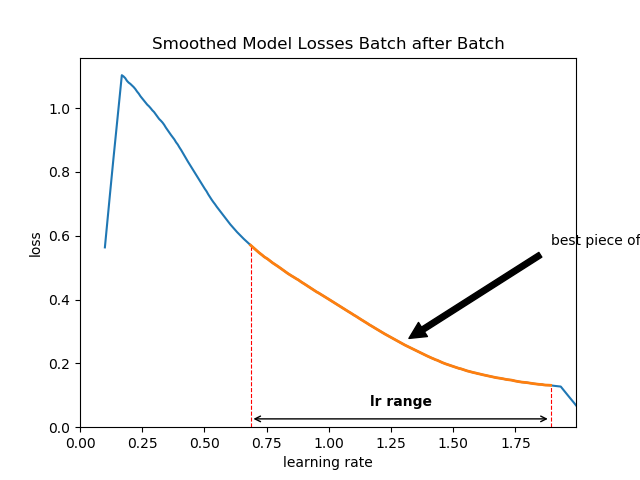 Smoothed Model Losses Batch after Batch
loss
1.0
0.8
0.6
0.4
0.2
0.0
best piece of
lr range
0.00 0.25 0.50 0.75 1.00 1.25 1.50 1.75
learning rate